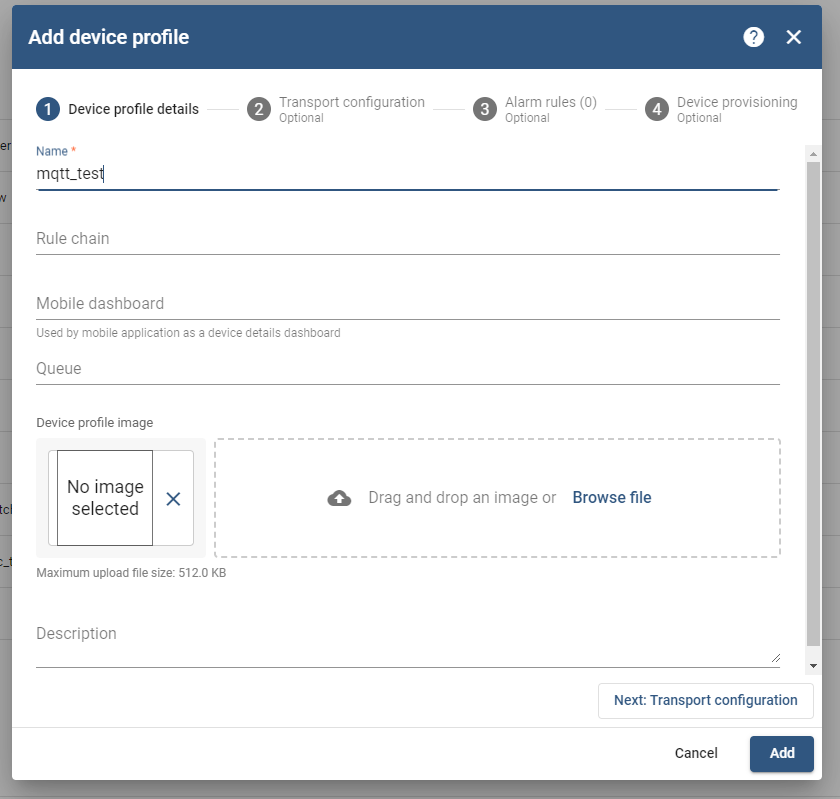 Add device profile
?
1 Device profile details
2 Transport configuration
Optional
3 Alarm rules (0)
Optional
4 Device provisioning
Optional
Name *
mqtt_test
Rule chain
Mobile dashboard
Used by mobile application as a device details dashboard
Queue
Device profile image
No image
selected
Drag and drop an image or Browse file
Maximum upload file size: 512.0 KB
Description
Next: Transport configuration
Cancel
Add